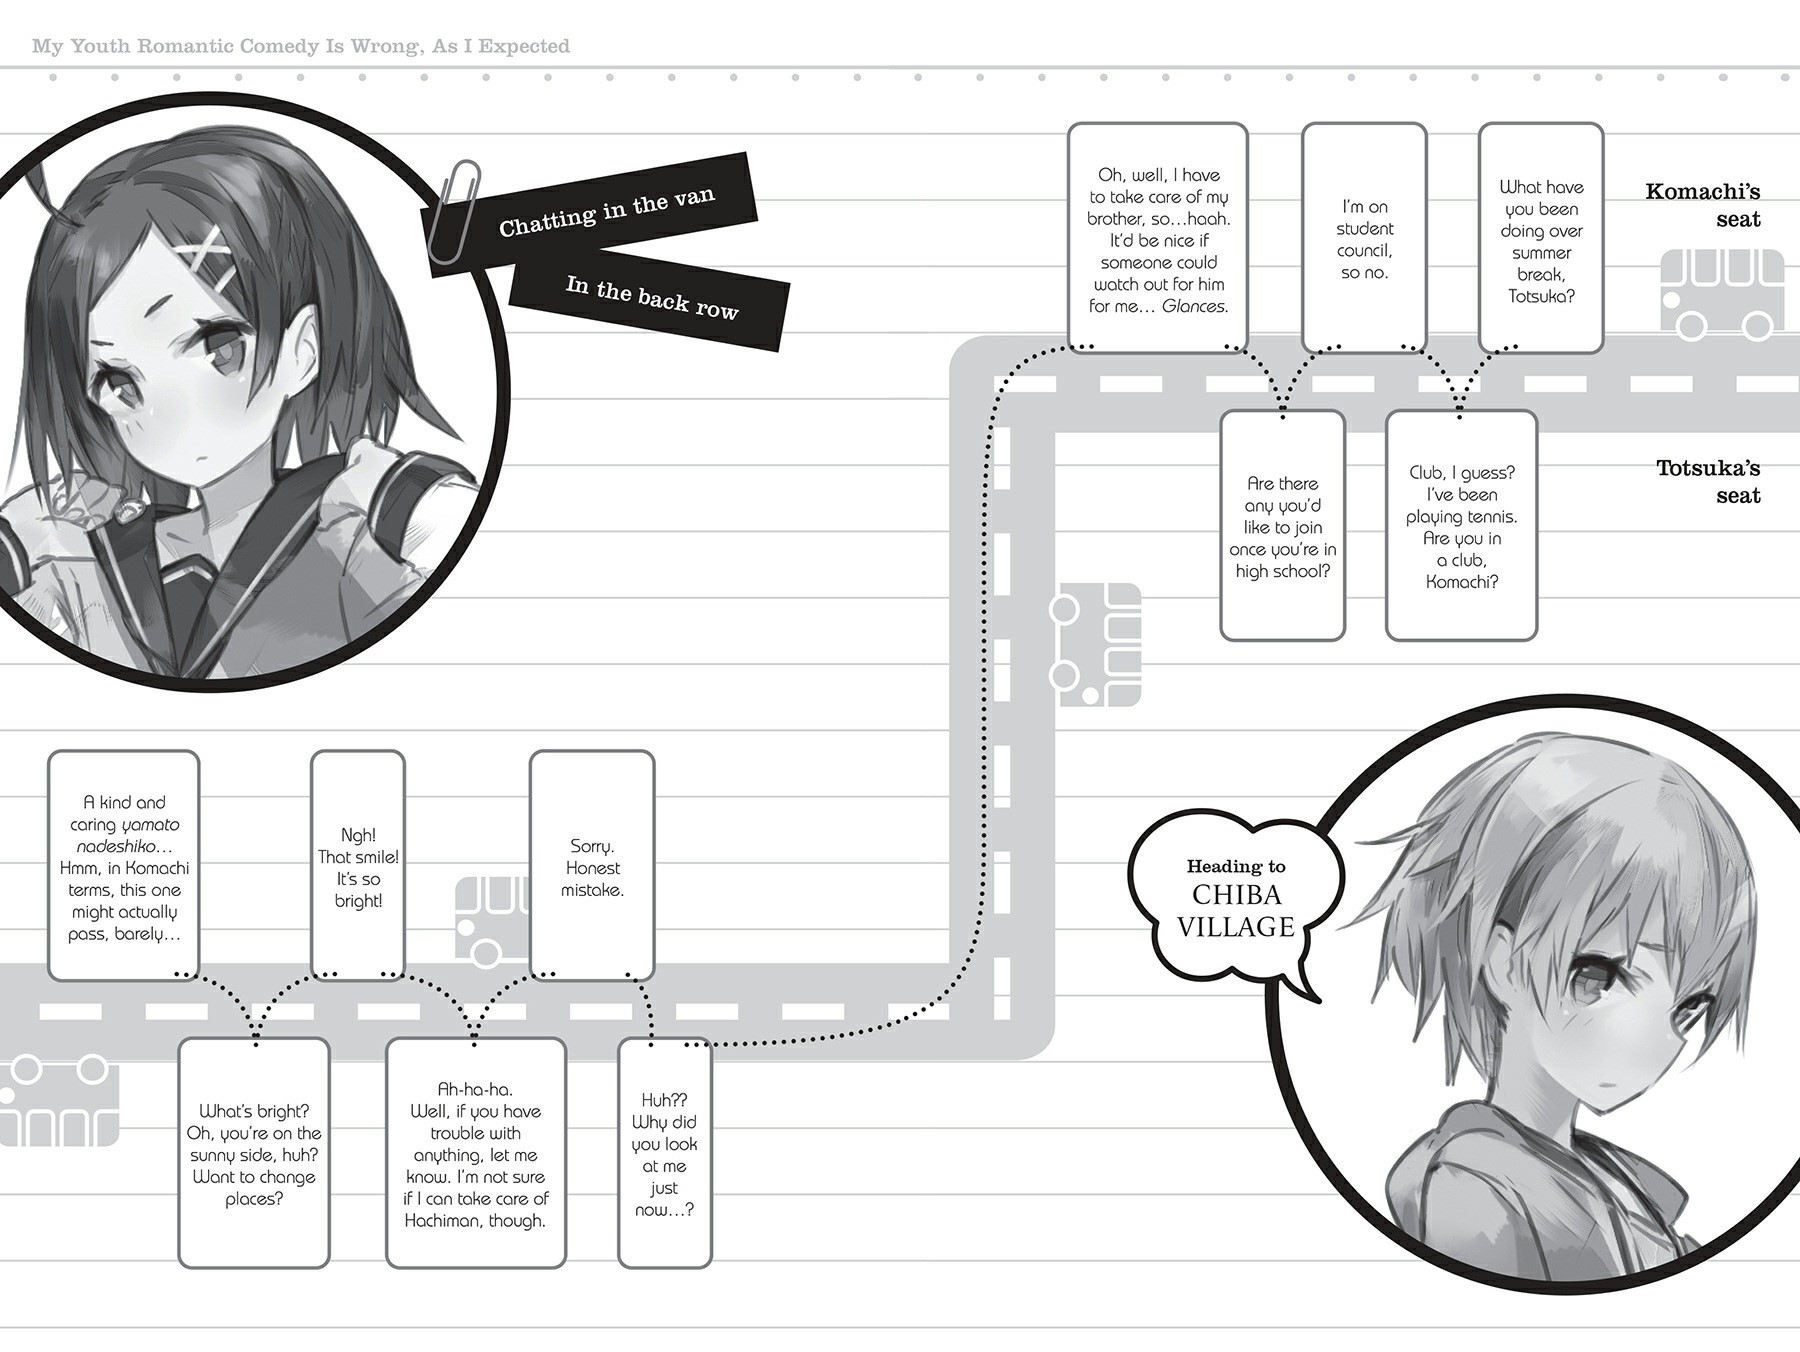 My Youth Romantic Comedy Is Wrong, As I Expected
Chatting in the van
In the back row
Komachi's
seat
Totsuka's
seat
What have
you been
doing over
summer
break,
Totsuka?
Club, I guess?
I've been
playing tennis.
Are you in
a club,
Komachi?
I'm on
student
council,
so no.
Are there
any you'd
like to join
once you're in
high school?
Oh, well, I have
to take care of my
brother, so...haah.
It'd be nice if
someone could
watch out for him
for me... Glances.
Huh??
Why did
you look
at me
just
now...?
Sorry.
Honest
mistake.
Ah-ha-ha.
Well, if you have
trouble with
anything, let me
know. I'm not sure
if I can take care of
Hachiman, though.
Ngh!
That smile!
It's so
bright!
What's bright?
Oh, you're on the
sunny side, huh?
Want to change
places?
A kind and
caring yamato
nadeshiko...
Hmm, in Komachi
terms, this one
might actually
pass, barely...
Heading to
CHIBA
VILLAGE